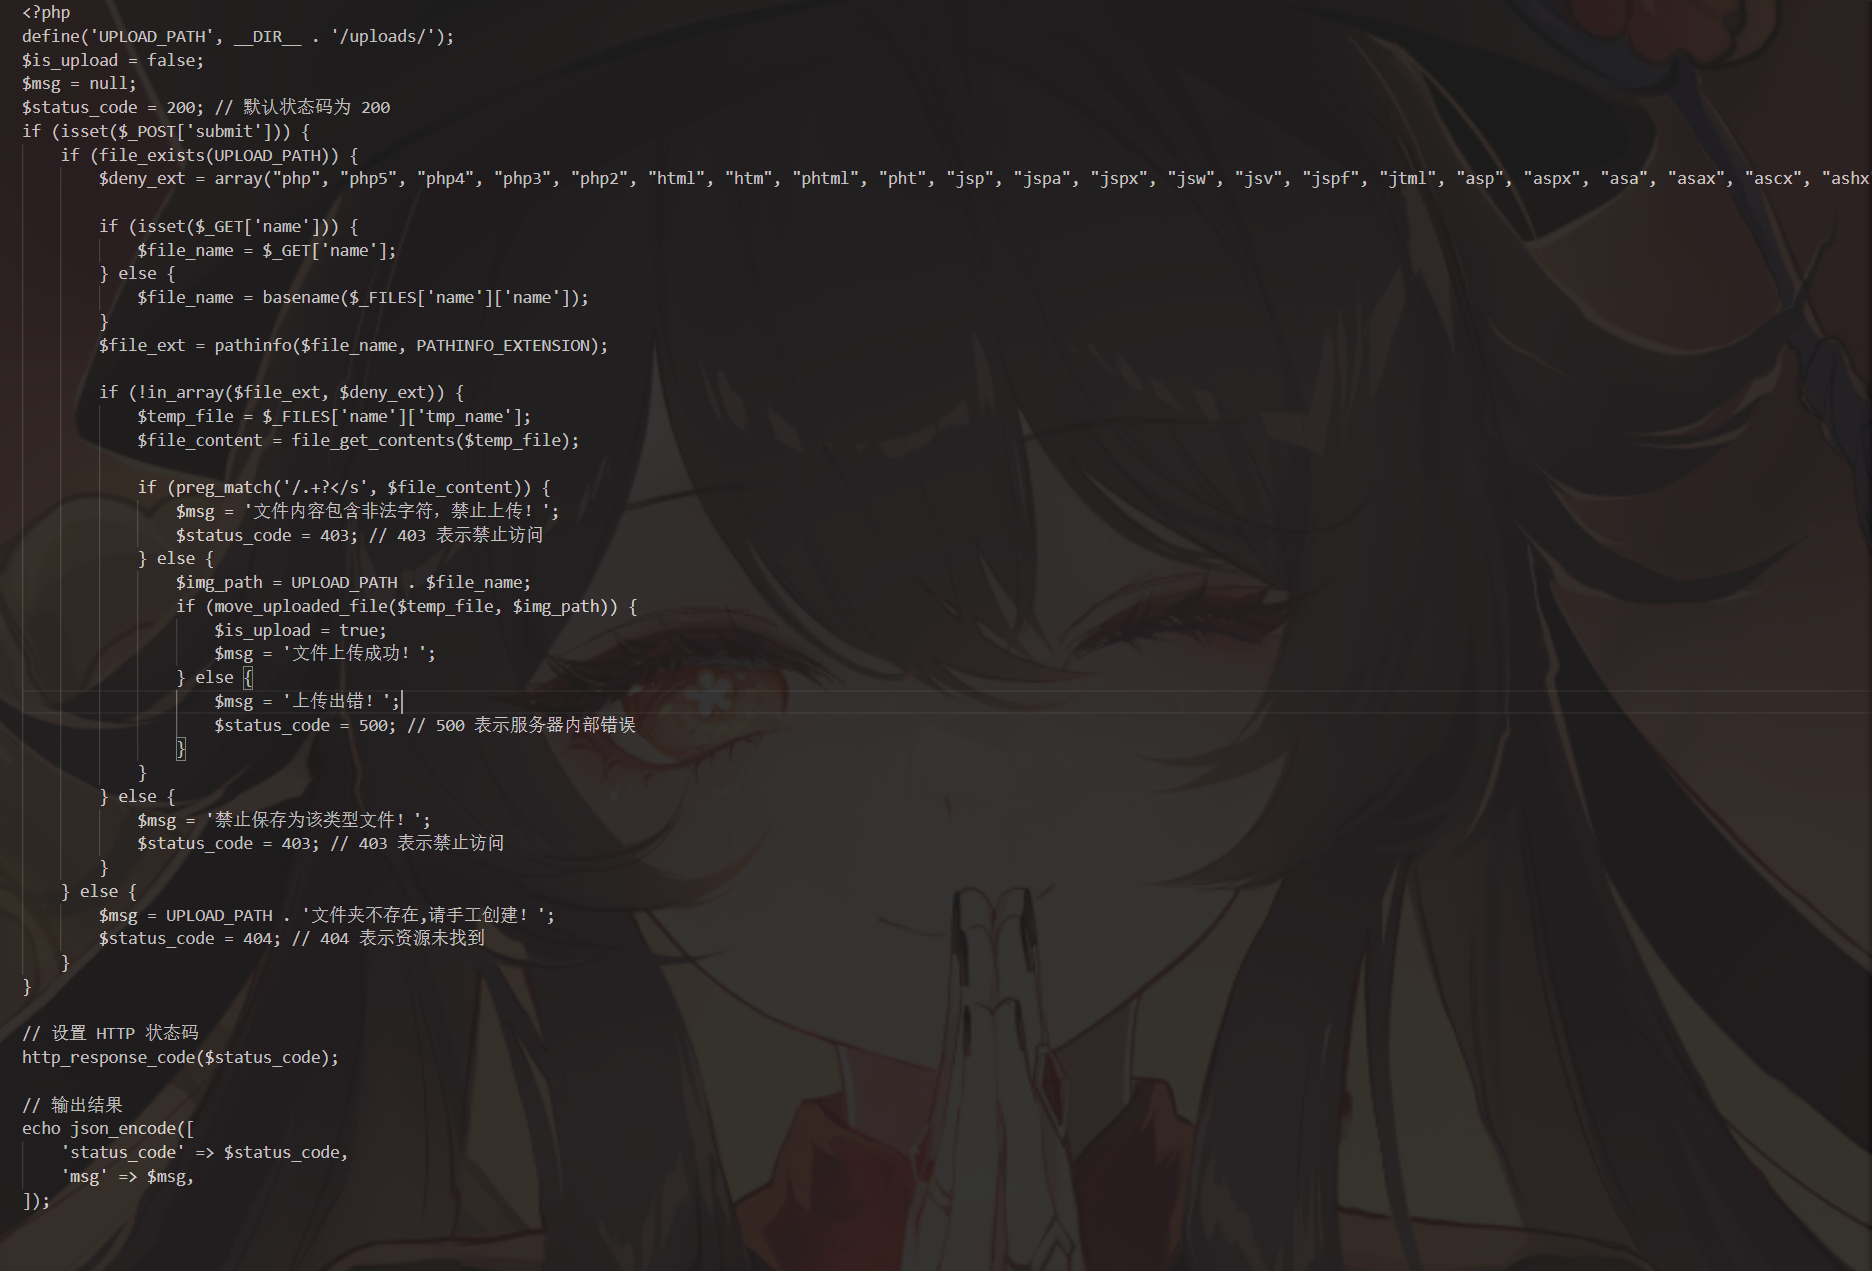 <?php
define('UPLOAD_PATH', __DIR__ . '/uploads/');
$is_upload = false;
$msg = null;
$status_code = 200; // 默认状态码为 200
if (isset($_POST['submit'])) {
    if (file_exists(UPLOAD_PATH)) {
        $deny_ext = array("php", "php5", "php4", "php3", "php2", "html", "htm", "phtml", "pht", "jsp", "jspa", "jspx", "jsw", "jsv", "jspf", "jtml", "asp", "aspx", "asa", "asax", "ascx", "ashx

        if (isset($_GET['name'])) {
            $file_name = $_GET['name'];
        } else {
            $file_name = basename($_FILES['name']['name']);
        }
        $file_ext = pathinfo($file_name, PATHINFO_EXTENSION);

        if (!in_array($file_ext, $deny_ext)) {
            $temp_file = $_FILES['name']['tmp_name'];
            $file_content = file_get_contents($temp_file);

            if (preg_match('/.+?</s', $file_content)) {
                $msg = '文件内容包含非法字符，禁止上传！';
                $status_code = 403; // 403 表示禁止访问
            } else {
                $img_path = UPLOAD_PATH . $file_name;
                if (move_uploaded_file($temp_file, $img_path)) {
                    $is_upload = true;
                    $msg = '文件上传成功！';
                } else {
                    $msg = '上传出错！';
                    $status_code = 500; // 500 表示服务器内部错误
                }
            }
        } else {
            $msg = '禁止保存为该类型文件！';
            $status_code = 403; // 403 表示禁止访问
        }
    } else {
        $msg = UPLOAD_PATH . '文件夹不存在,请手工创建！';
        $status_code = 404; // 404 表示资源未找到
    }
}

// 设置 HTTP 状态码
http_response_code($status_code);

// 输出结果
echo json_encode([
    'status_code' => $status_code,
    'msg' => $msg,
]);